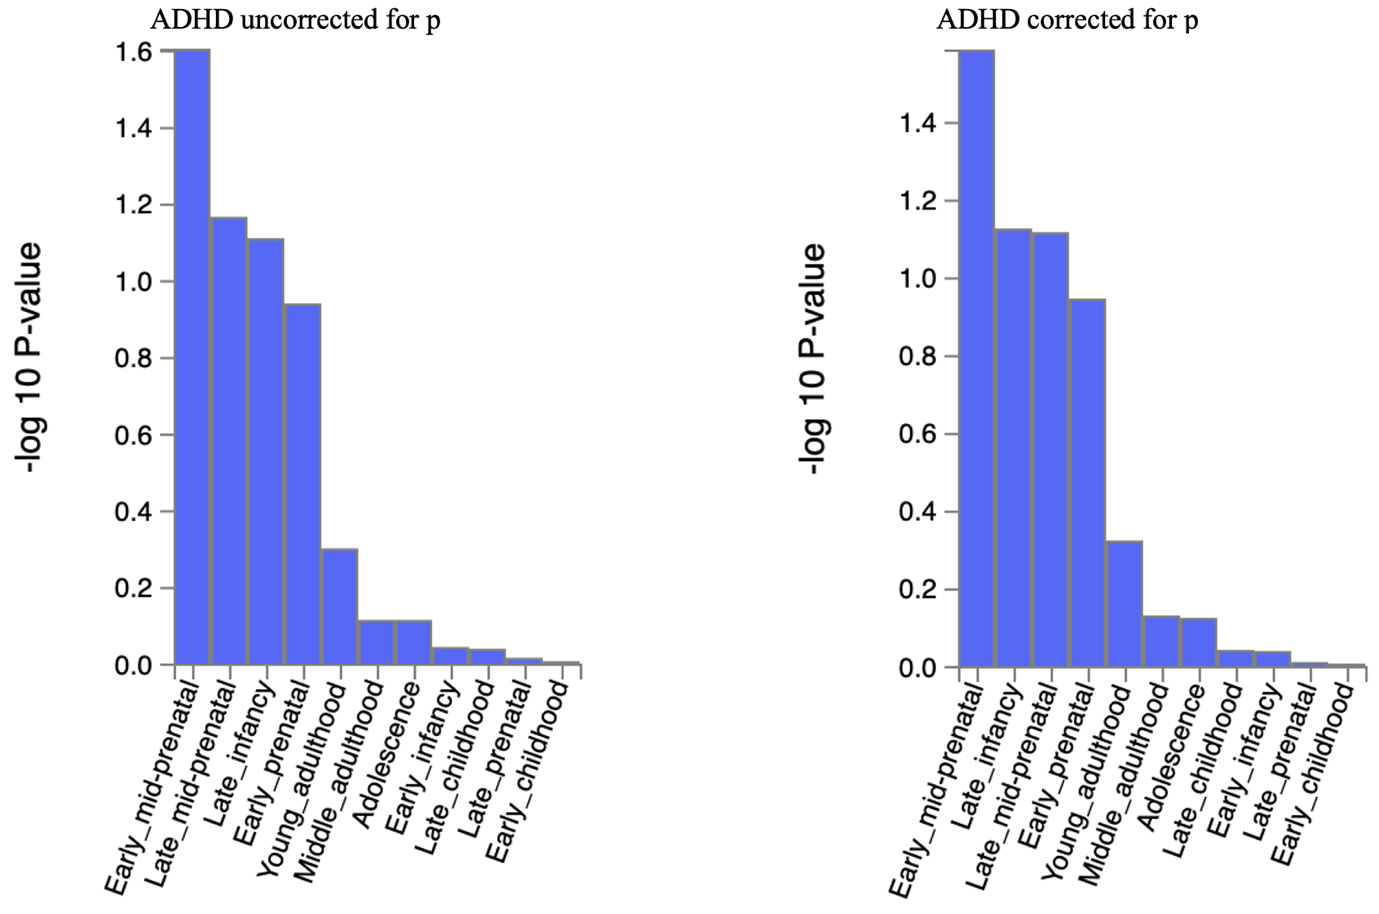 ADHD uncorrected for p
-log 10 P-value
1.6
1.4
1.2
1.0
0.8
0.6
0.4
0.2
0.0
Early_mid-prenatal
Late_mid-prenatal
Late_infancy
Early_prenatal
Young_adulthood
Middle_adulthood
Adolescence
Early_infancy
Late_childhood
Late_prenatal
Early_childhood
ADHD corrected for p
-log 10 P-value
1.4
1.2
1.0
0.8
0.6
0.4
0.2
0.0
Early_mid-prenatal
Late_infancy
Late_mid-prenatal
Early_prenatal
Young_adulthood
Middle_adulthood
Adolescence
Late_childhood
Early_infancy
Late_prenatal
Early_childhood